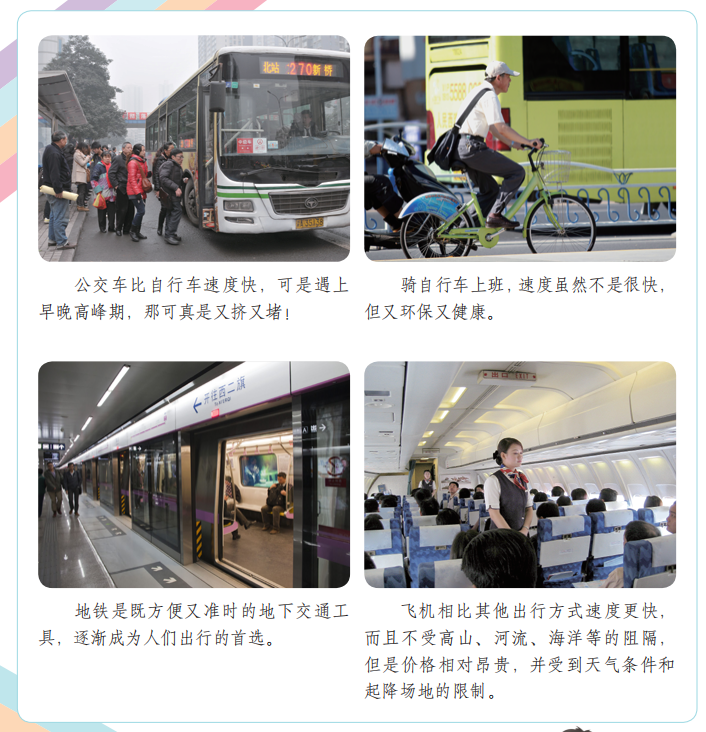 北站 270 新桥
公交车比自行车速度快，可是遇上
早晚高峰期，那可真是又挤又堵！
骑自行车上班，速度虽然不是很快，
但又环保又健康。
开往西二旗
地铁是既方便又准时的地下交通工
具，逐渐成为人们出行的首选。
出口 EXIT
飞机相比其他出行方式速度更快，
而且不受高山、河流、海洋等的阻隔，
但是价格相对昂贵，并受到天气条件和
起降场地的限制。